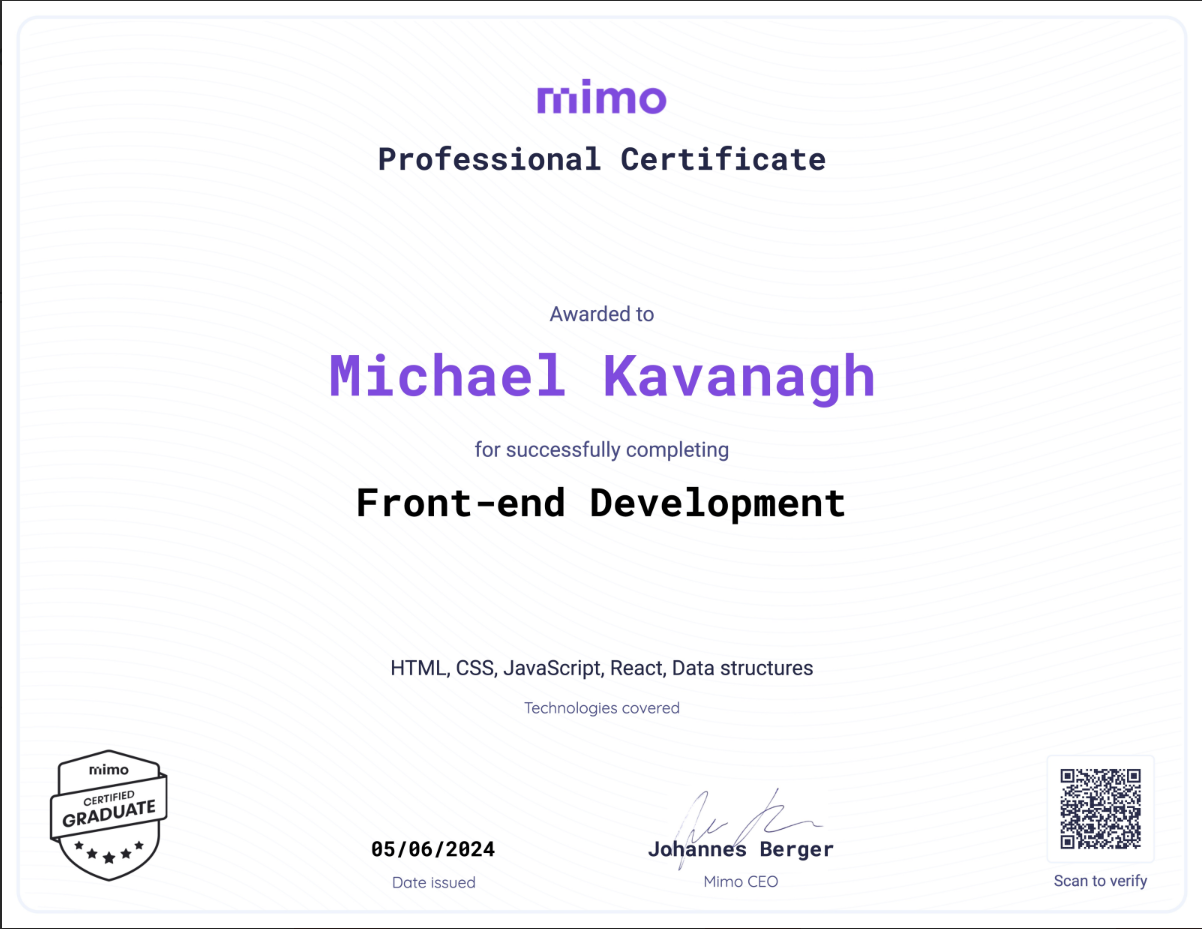 mimo
Professional Certificate
Awarded to
Michael Kavanagh
for successfully completing
Front-end Development
HTML, CSS, JavaScript, React, Data structures
Technologies covered
mimo
CERTIFIED
GRADUATE
05/06/2024
Date issued
Johannes Berger
Mimo CEO
Scan to verify